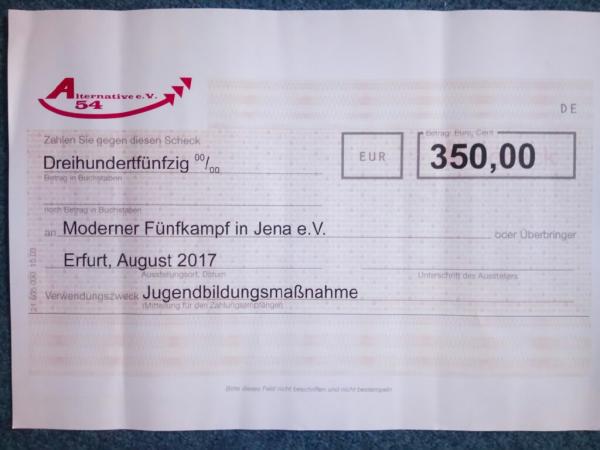 Alternative e.V.
54
DE
Zahlen Sie gegen diesen Scheck
Betrag: Euro, Cent
Dreihundertfünfzig 00/00
EUR
350,00
Betrag in Buchstaben
noch Betrag in Buchstaben
an Moderner Fünfkampf in Jena e.V. oder Überbringer
Erfurt, August 2017
Ausstellungsort, Datum
Unterschrift des Ausstellers
Verwendungszweck Jugendbildungsmaßnahme
(Mitteilung für den Zahlungsempfänger)
Bitte dieses Feld nicht beschriften und nicht bestempeln